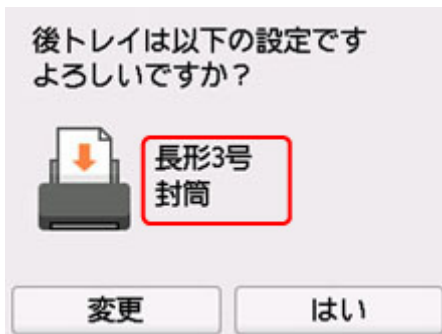 後トレイは以下の設定です
よろしいですか？
長形3号
封筒
変更
はい